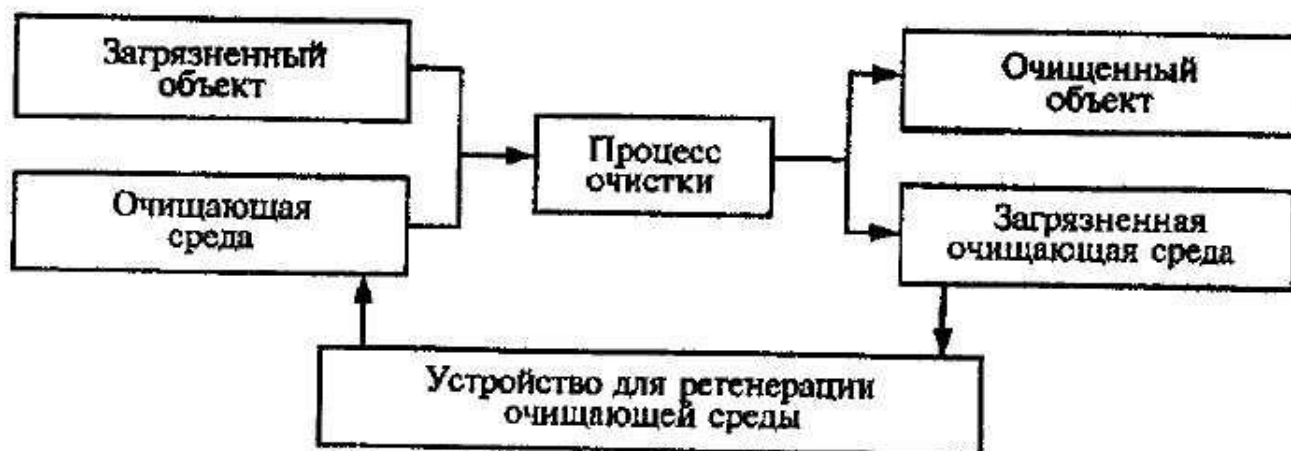 Загрязненный
объект
Очищающая
среда
Процесс
очистки
Очищенный
объект
Загрязненная
очищающая среда
Устройство для регенерации
очищающей среды